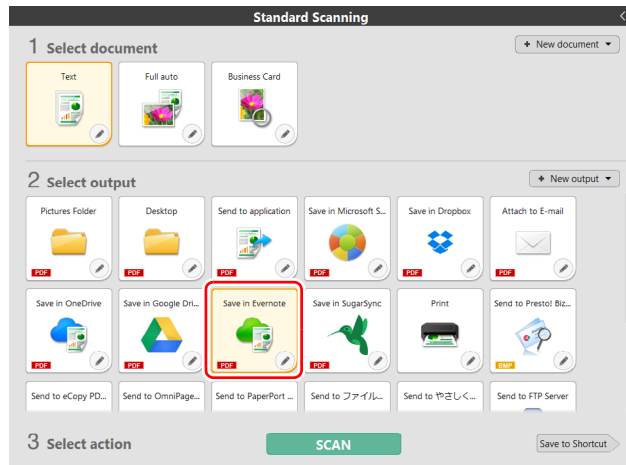 Standard Scanning
1 Select document
+ New document
Text
Full auto
Business Card
2 Select output
+ New output
Pictures Folder
Desktop
Send to application
Save in Microsoft S...
Save in Dropbox
Attach to E-mail
PDF
PDF
PDF
PDF
PDF
PDF
Save in OneDrive
Save in Google Dri...
Save in Evernote
Save in SugarSync
Print
Send to Presto! Biz...
PDF
PDF
PDF
PDF
BMP
Send to eCopy PD...
Send to OmniPage...
Send to PaperPort ...
Send to ファイル...
Send to やさしく...
Send to FTP Server
3 Select action
SCAN
Save to Shortcut